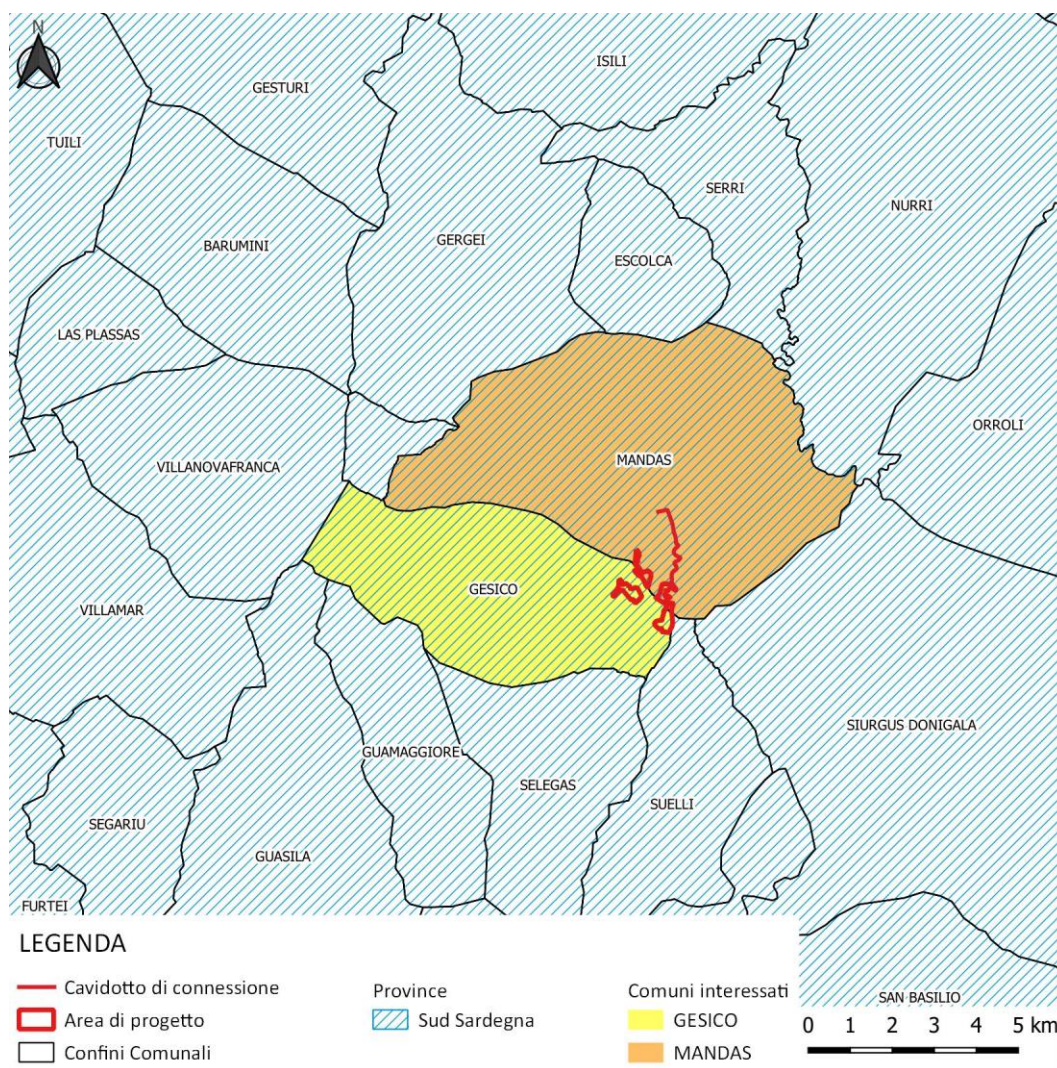 N
ISILI
GESTURI
TUILI
SERRI
NURRI
BARUMINI
GERGEI
ESCOLCA
LAS PLASSAS
ORROLI
VILLANOVAFRANCA
MANDAS
GESICO
VILLAMAR
SIURGUS DONIGALA
GUAMAGGIORE
SELEGAS
SUELLI
SEGARIU
GUASILA
FURTEI
SAN BASILIO
LEGENDA
Cavidotto di connessione
Area di progetto
Confini Comunali
Province
Sud Sardegna
Comuni interessati
GESICO
MANDAS
0 1 2 3 4 5 km